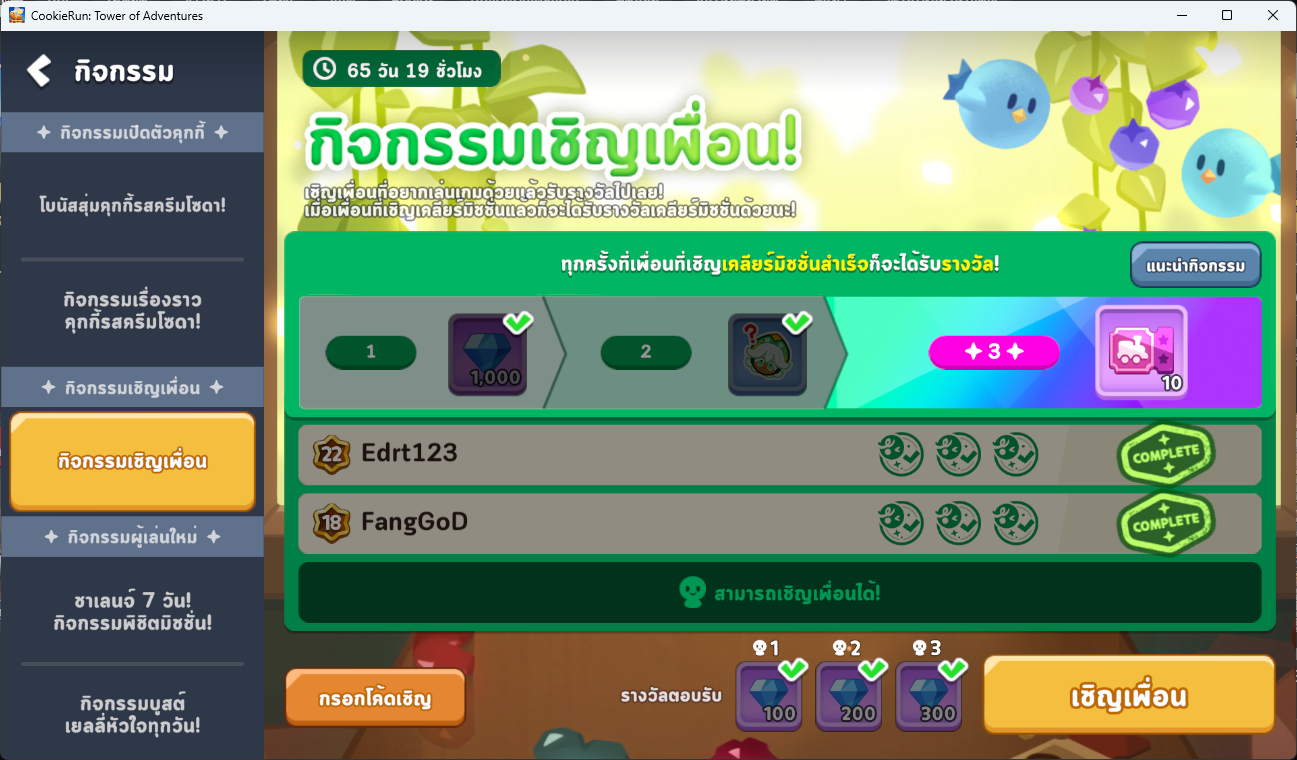 CookieRun: Tower of Adventures
กิจกรรม
กิจกรรมเปิดตัวคุกกี้
โบนัสสุ่มคุกกี้รสครีมโซดา!
กิจกรรมเรื่องราว
คุกกี้รสครีมโซดา!
กิจกรรมเชิญเพื่อน
กิจกรรมเชิญเพื่อน
กิจกรรมผู้เล่นใหม่
ชาเลนจ์ 7 วัน!
กิจกรรมพิชิตมิชชั่น!
กิจกรรมบูสต์
เยลลี่หัวใจทุกวัน!
65 วัน 19 ชั่วโมง
กิจกรรมเชิญเพื่อน!
เชิญเพื่อนที่อยากเล่นเกมด้วยแล้วรับรางวัลไปเลย!
เมื่อเพื่อนที่เชิญเคลียร์มิชชั่นแล้วก็จะได้รับรางวัลเคลียร์มิชชั่นด้วยนะ!
ทุกครั้งที่เพื่อนที่เชิญเคลียร์มิชชั่นสำเร็จก็จะได้รับรางวัล!
แนะนำกิจกรรม
1
1,000
2
?
3
10
22 Edrt123 COMPLETE
18 FangGoD COMPLETE
สามารถเชิญเพื่อนได้!
กรอกโค้ดเชิญ
รางวัลตอบรับ
1 2 3
100 200 300
เชิญเพื่อน